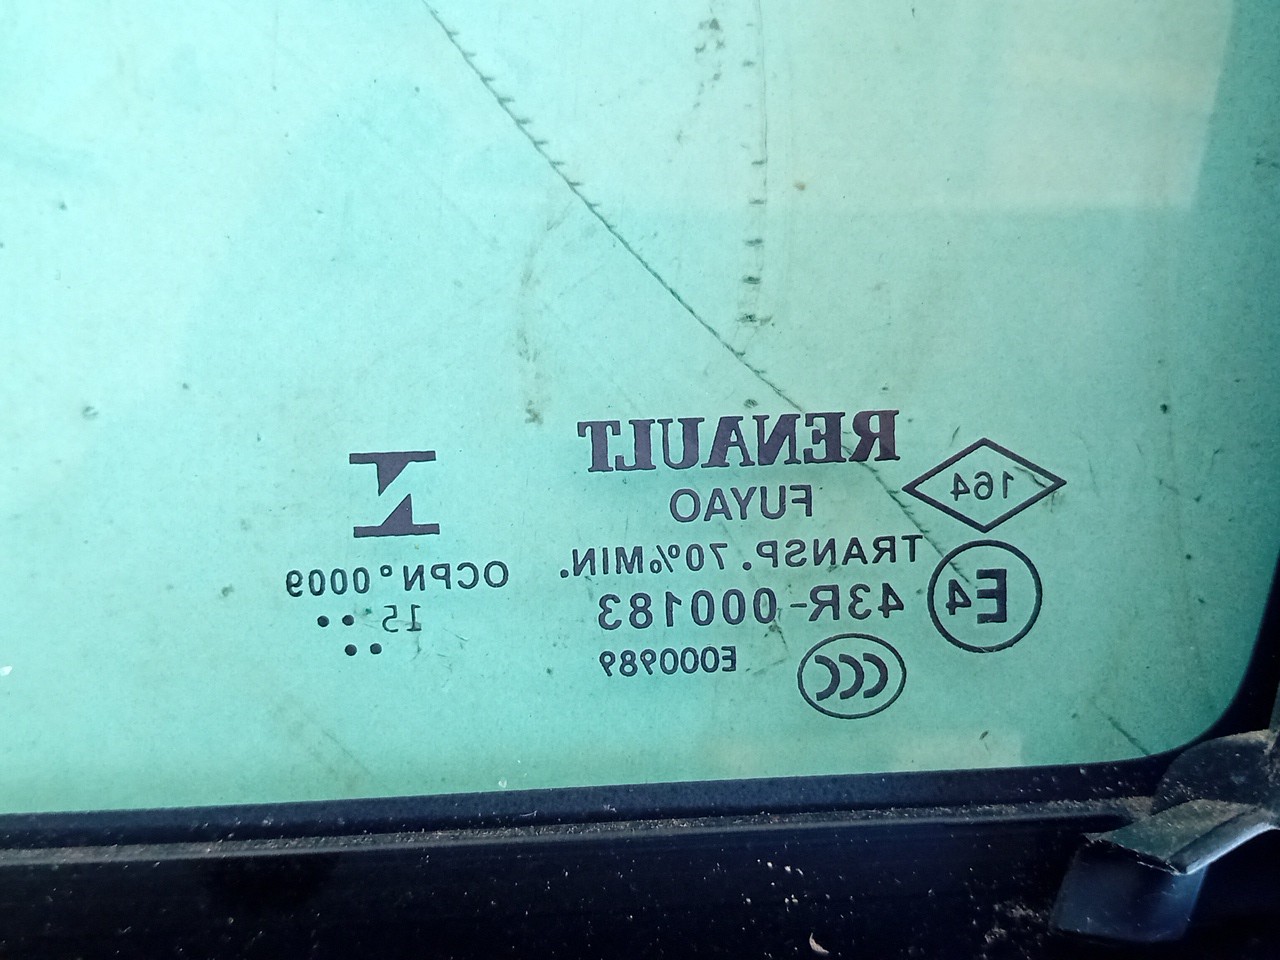 RENAULT
164
FUYAO
TRANSP. 70%MIN.
E4
43R-000183
CCC
E000989
OCPN°0009
15